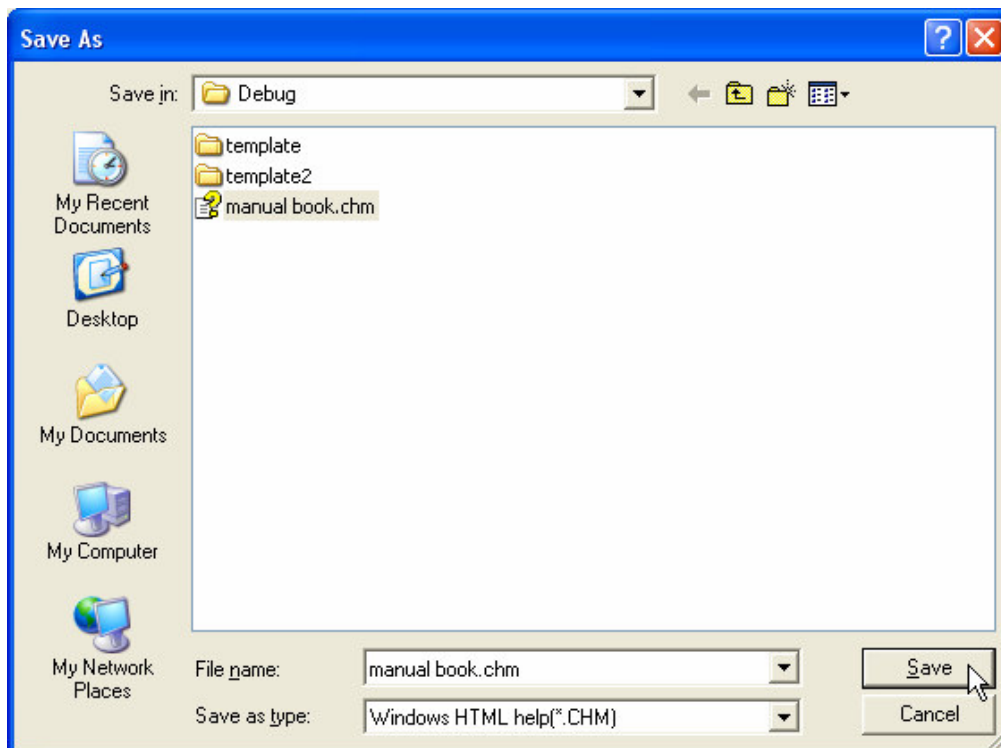 Save As
Save in:
Debug
template
template2
manual book.chm
My Recent
Documents
Desktop
My Documents
My Computer
My Network
Places
File name:
manual book.chm
Save
Save as type:
Windows HTML help(*.CHM)
Cancel